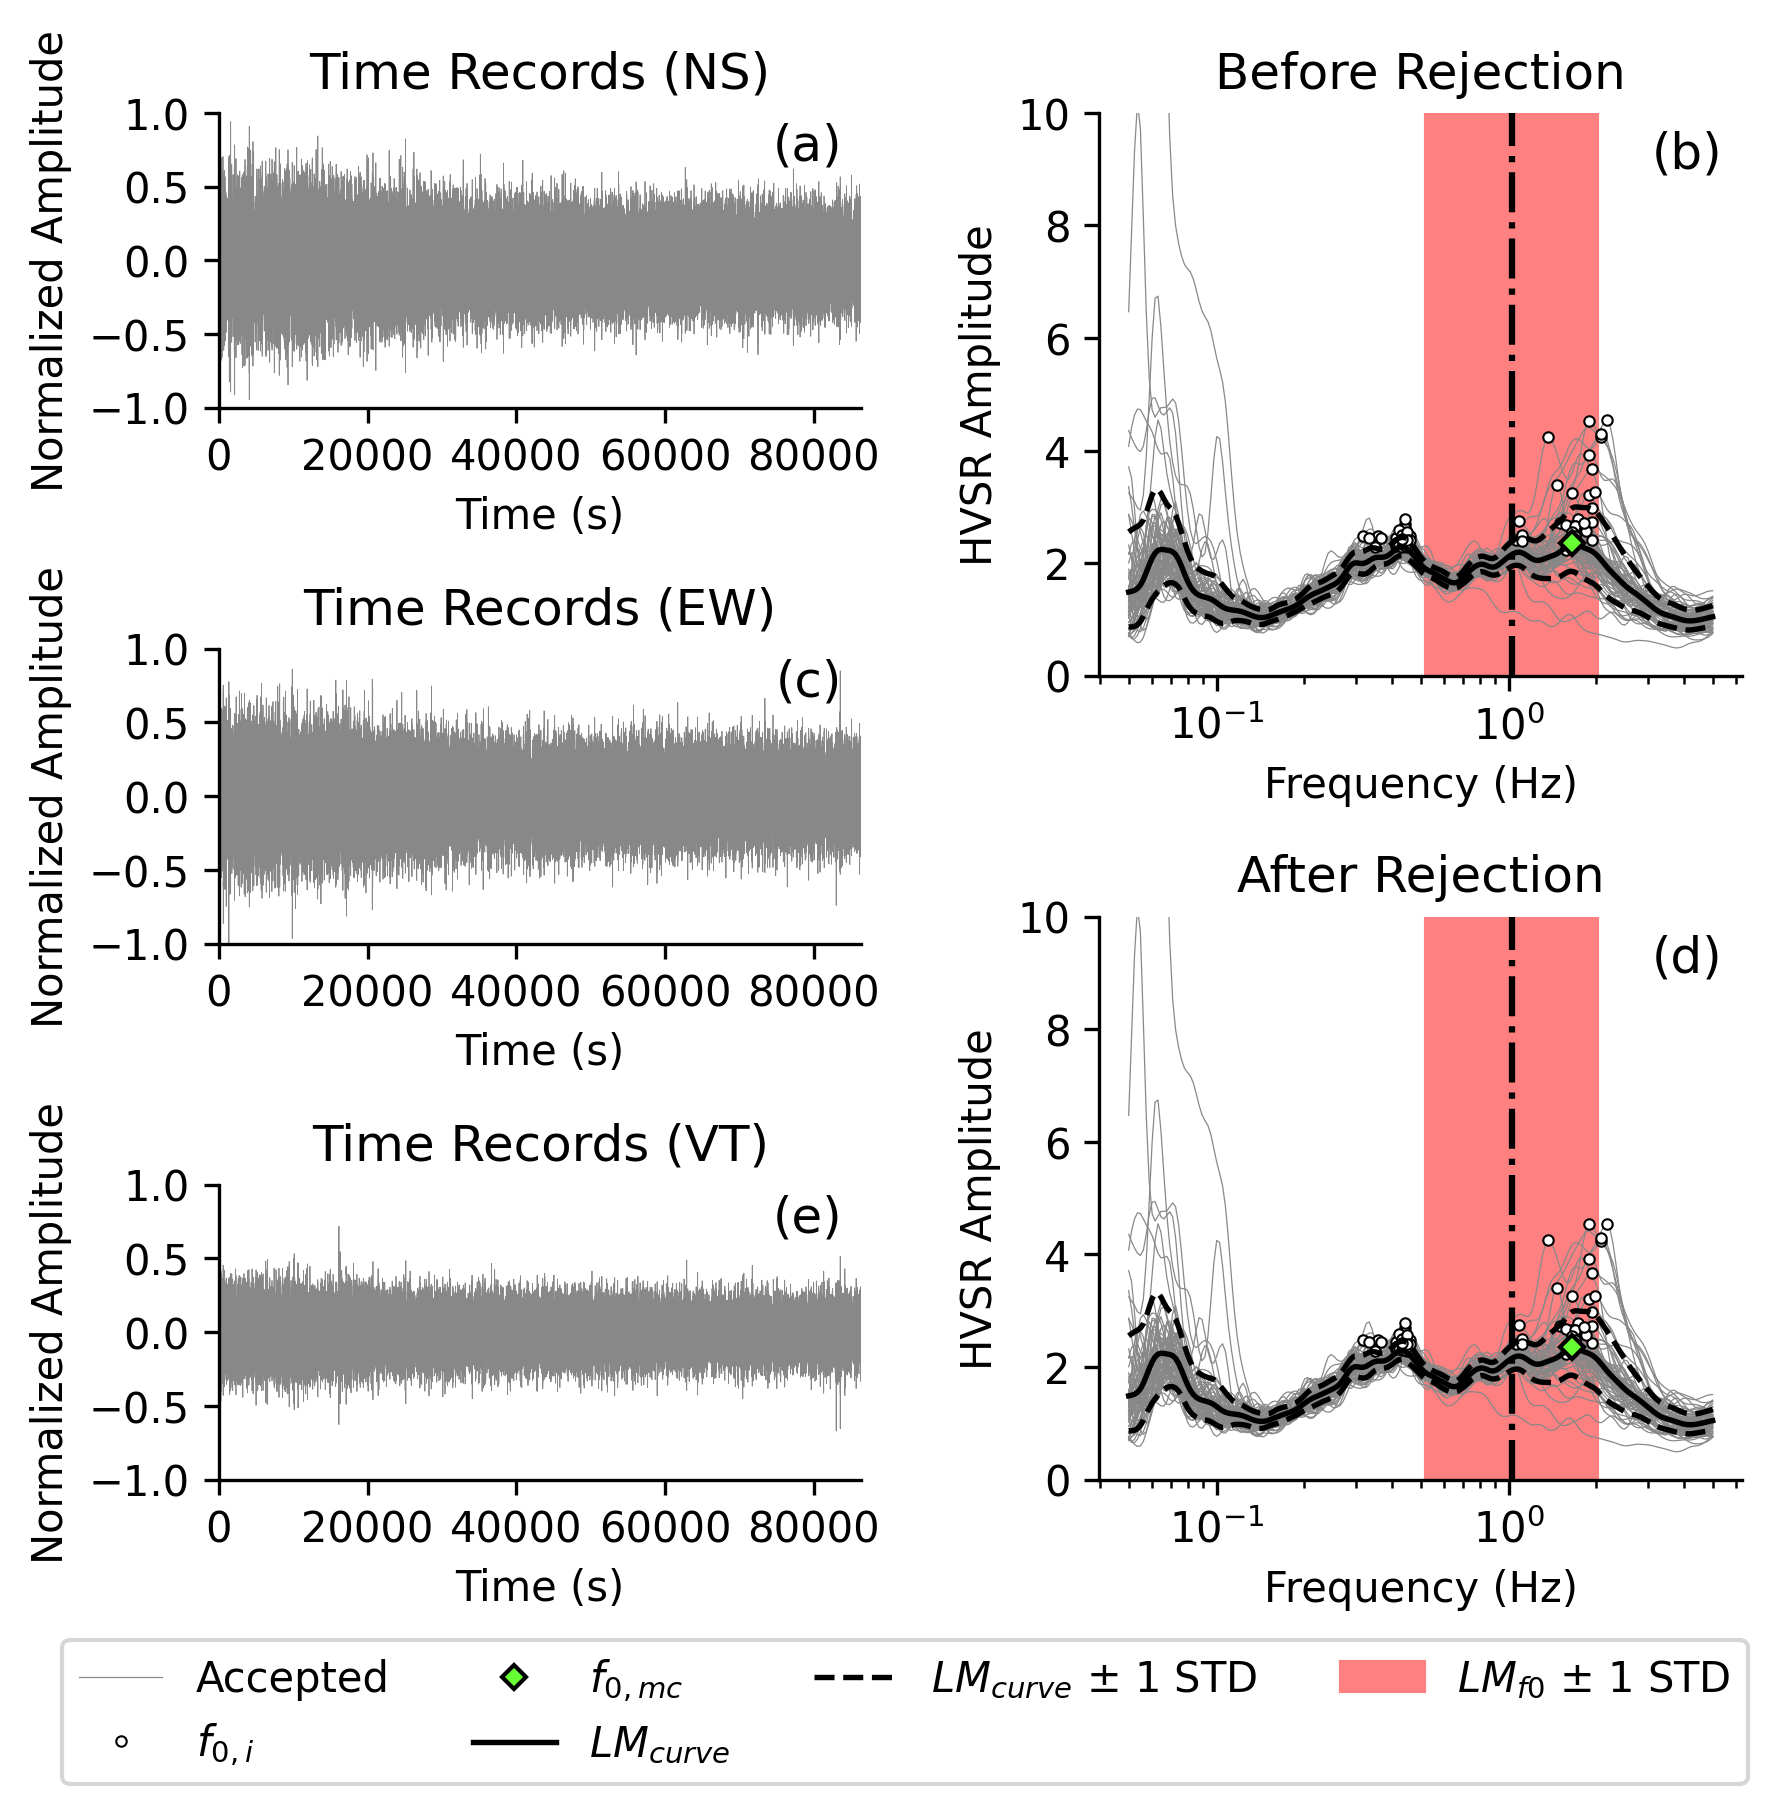 Time Records (NS)
Normalized Amplitude
1.0
0.5
0.0
−0.5
−1.0
(a)
0 20000 40000 60000 80000
Time (s)
Before Rejection
HVSR Amplitude
10
8
6
4
2
0
(b)
10⁻¹ 10⁰
Frequency (Hz)
Time Records (EW)
Normalized Amplitude
1.0
0.5
0.0
−0.5
−1.0
(c)
0 20000 40000 60000 80000
Time (s)
After Rejection
HVSR Amplitude
10
8
6
4
2
0
(d)
10⁻¹ 10⁰
Frequency (Hz)
Time Records (VT)
Normalized Amplitude
1.0
0.5
0.0
−0.5
−1.0
(e)
0 20000 40000 60000 80000
Time (s)
Accepted
f0,i
f0,mc
LMcurve
LMcurve ± 1 STD
LMf0 ± 1 STD